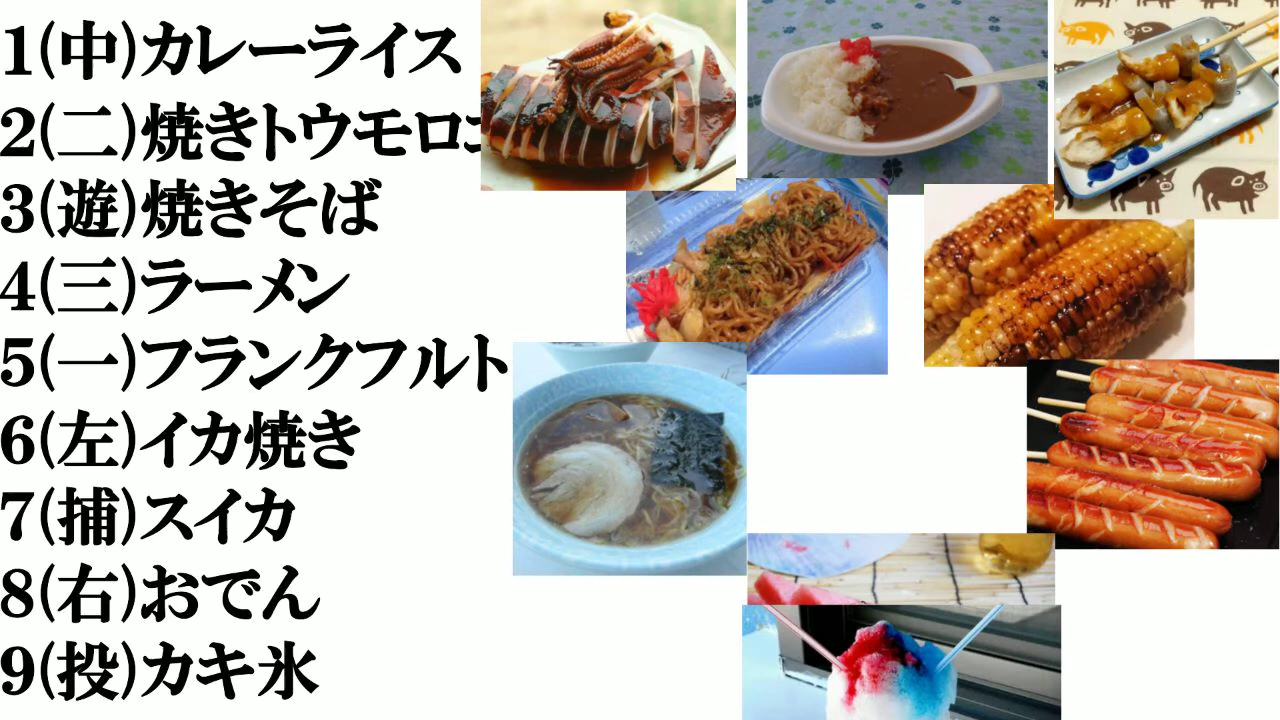 1(中)カレーライス
2(二)焼きトウモロコ
3(遊)焼きそば
4(三)ラーメン
5(一)フランクフルト
6(左)イカ焼き
7(捕)スイカ
8(右)おでん
9(投)カキ氷